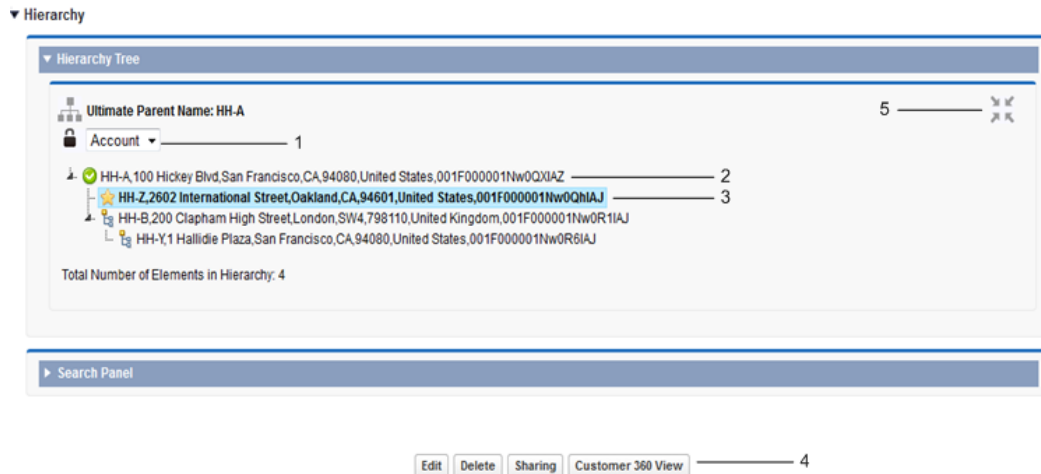 Hierarchy
Hierarchy Tree
Ultimate Parent Name: HH-A
5
Account
1
HH-A,100 Hickey Blvd,San Francisco,CA,94080,United States,001F000001Nw0QXIAZ
2
HH-Z,2602 International Street,Oakland,CA,94601,United States,001F000001Nw0QhIAJ
3
HH-B,200 Clapham High Street,London,SW4,798110,United Kingdom,001F000001Nw0R1IAJ
HH-Y,1 Hallidie Plaza,San Francisco,CA,94080,United States,001F000001Nw0R6IAJ
Total Number of Elements in Hierarchy: 4
Search Panel
Edit Delete Sharing Customer 360 View
4